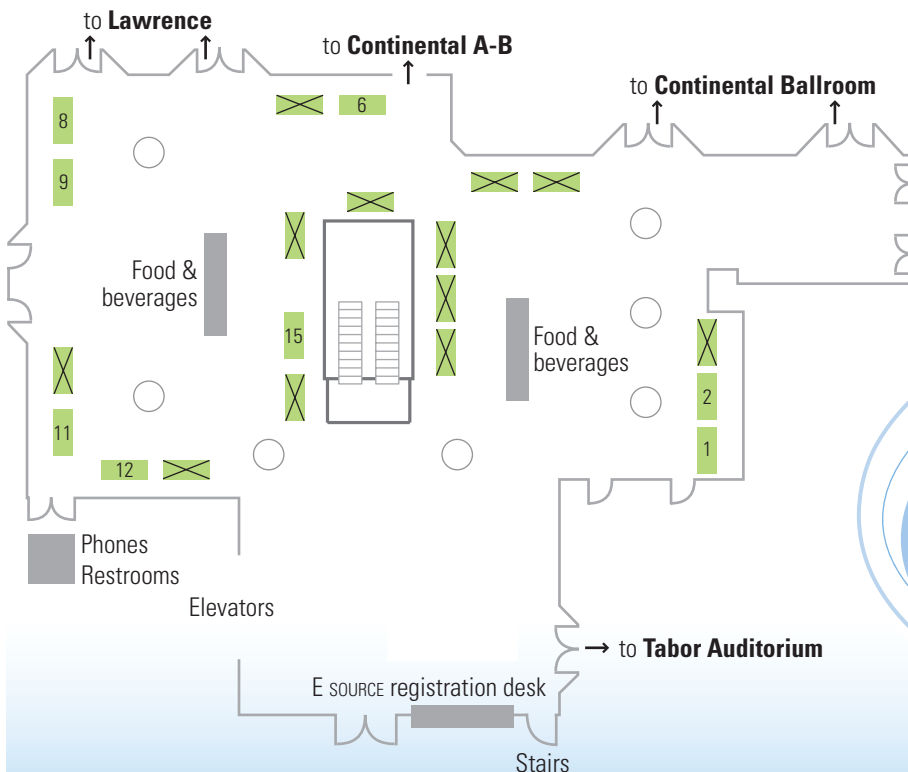 to Lawrence
to Continental A-B
to Continental Ballroom
6
8
9
Food &
beverages
15
Food &
beverages
2
11
1
12
Phones
Restrooms
Elevators
to Tabor Auditorium
E SOURCE registration desk
Stairs